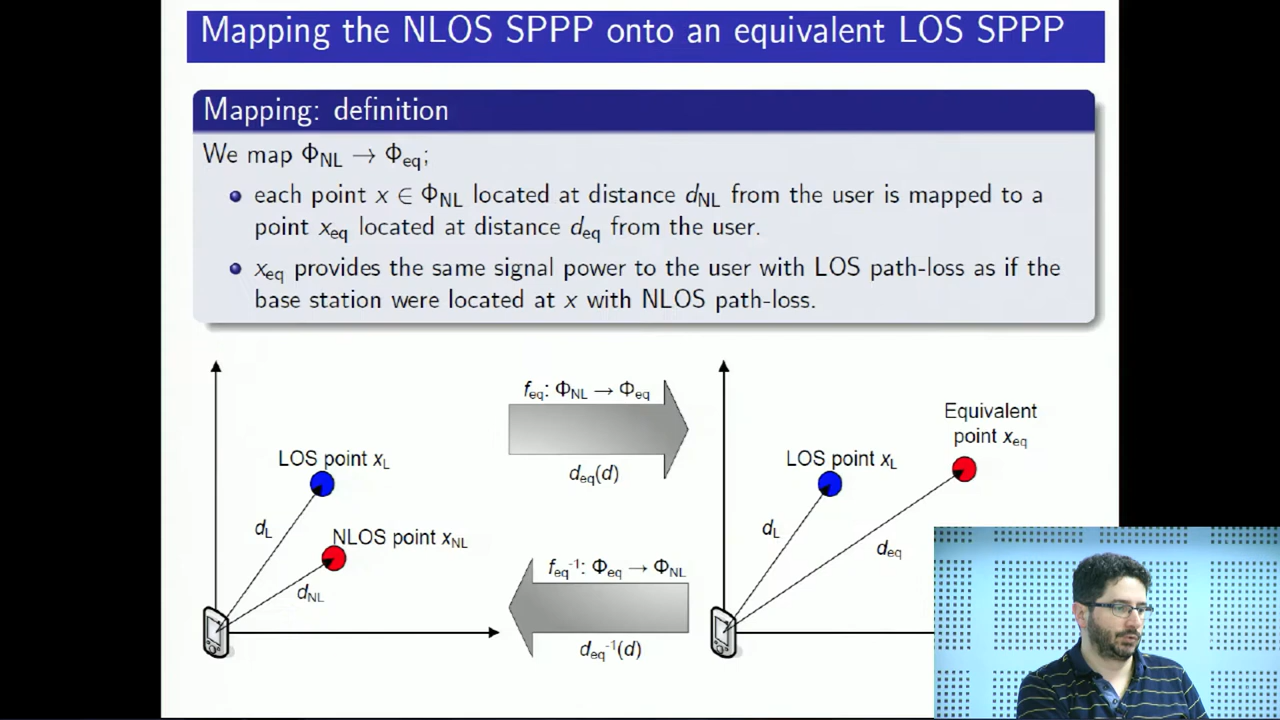 Mapping the NLOS SPPP onto an equivalent LOS SPPP
Mapping: definition
We map Φ_NL → Φ_eq;
each point x ∈ Φ_NL located at distance d_NL from the user is mapped to a
point x_eq located at distance d_eq from the user.
x_eq provides the same signal power to the user with LOS path-loss as if the
base station were located at x with NLOS path-loss.
LOS point x_L
d_L
NLOS point x_NL
d_NL
f_eq: Φ_NL → Φ_eq
d_eq(d)
f_eq^-1: Φ_eq → Φ_NL
d_eq^-1(d)
Equivalent
point x_eq
LOS point x_L
d_L
d_eq